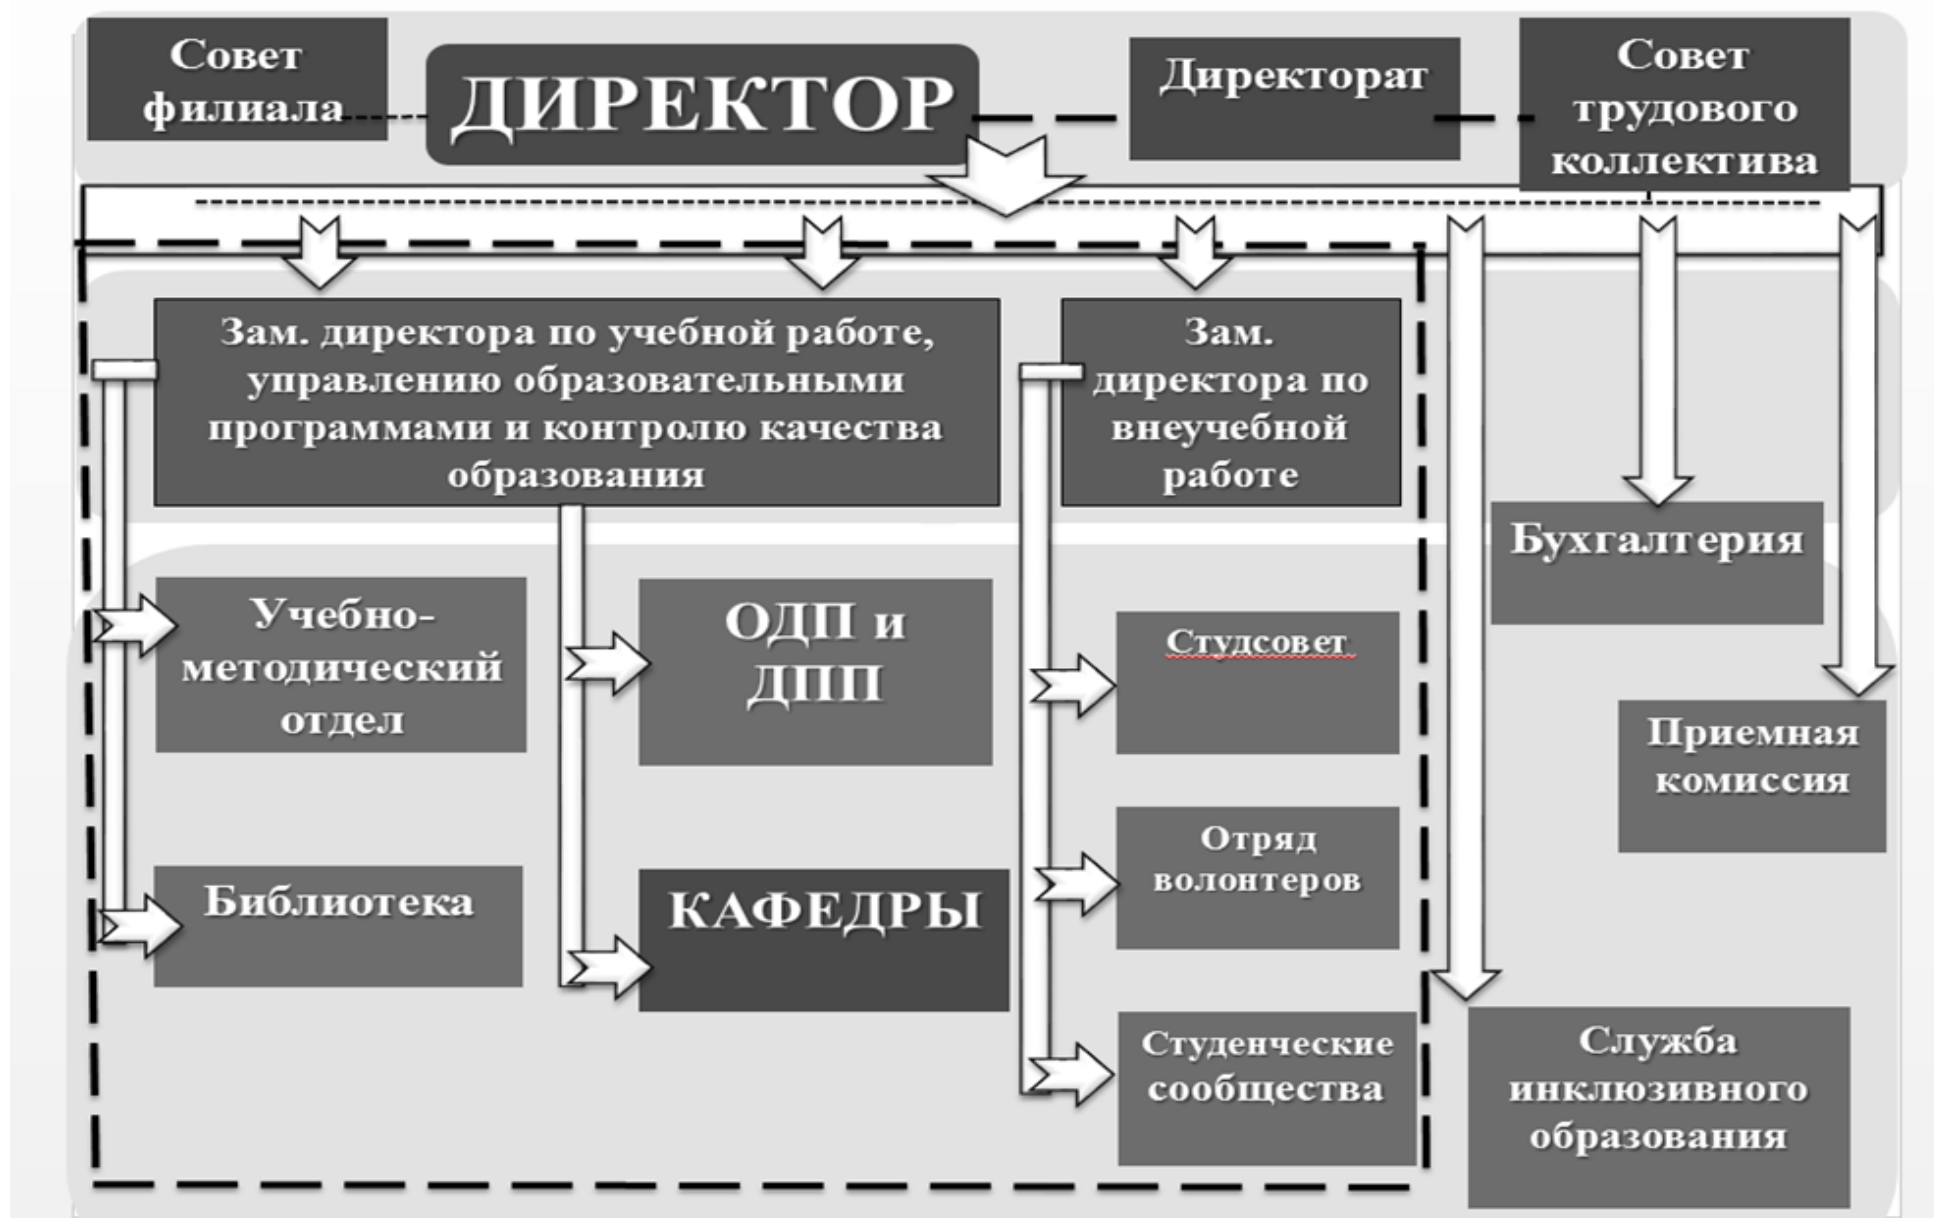 Совет
филиала
ДИРЕКТОР
Директорат
Совет
трудового
коллектива
Зам. директора по учебной работе,
управлению образовательными
программами и контролю качества
образования
Зам.
директора по
внеучебной
работе
Бухгалтерия
Учебно-
методический
отдел
ОДП и
ДПП
Студсовет
Приемная
комиссия
Библиотека
КАФЕДРЫ
Отряд
волонтеров
Студенческие
сообщества
Служба
инклюзивного
образования